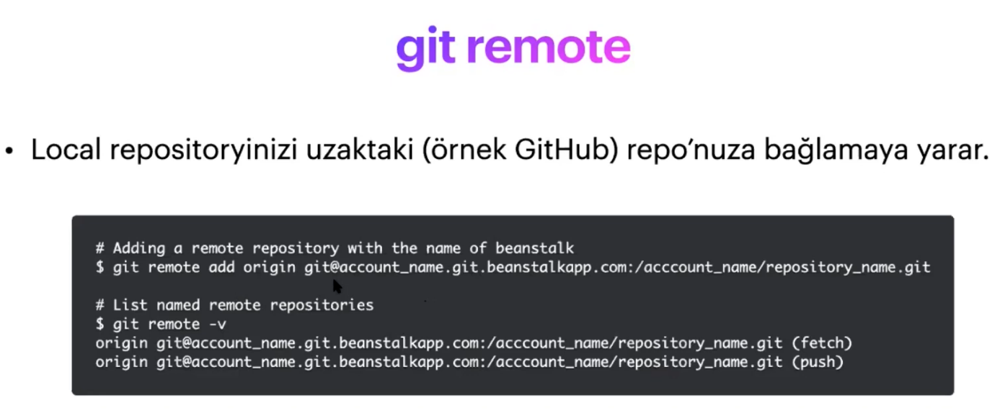 git remote
• Local repositoryinizi uzaktaki (örnek GitHub) repo’nuza bağlamaya yarar.
# Adding a remote repository with the name of beanstalk
$ git remote add origin git@account_name.git.beanstalkapp.com:/acccount_name/repository_name.git
# List named remote repositories
$ git remote -v
origin git@account_name.git.beanstalkapp.com:/acccount_name/repository_name.git (fetch)
origin git@account_name.git.beanstalkapp.com:/acccount_name/repository_name.git (push)